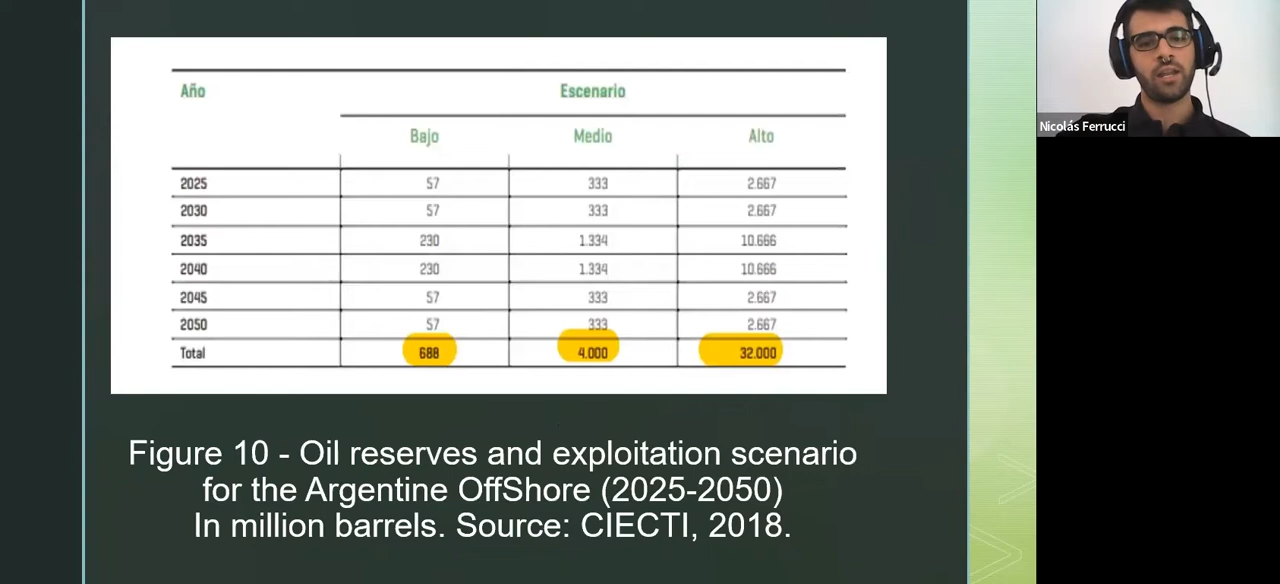 Año Escenario
Bajo Medio Alto
2025 57 333 2.667
2030 57 333 2.667
2035 230 1.334 10.666
2040 230 1.334 10.666
2045 57 333 2.667
2050 57 333 2.667
Total 688 4.000 32.000
Figure 10 - Oil reserves and exploitation scenario
for the Argentine OffShore (2025-2050)
In million barrels. Source: CIECTI, 2018.
Nicolás Ferrucci